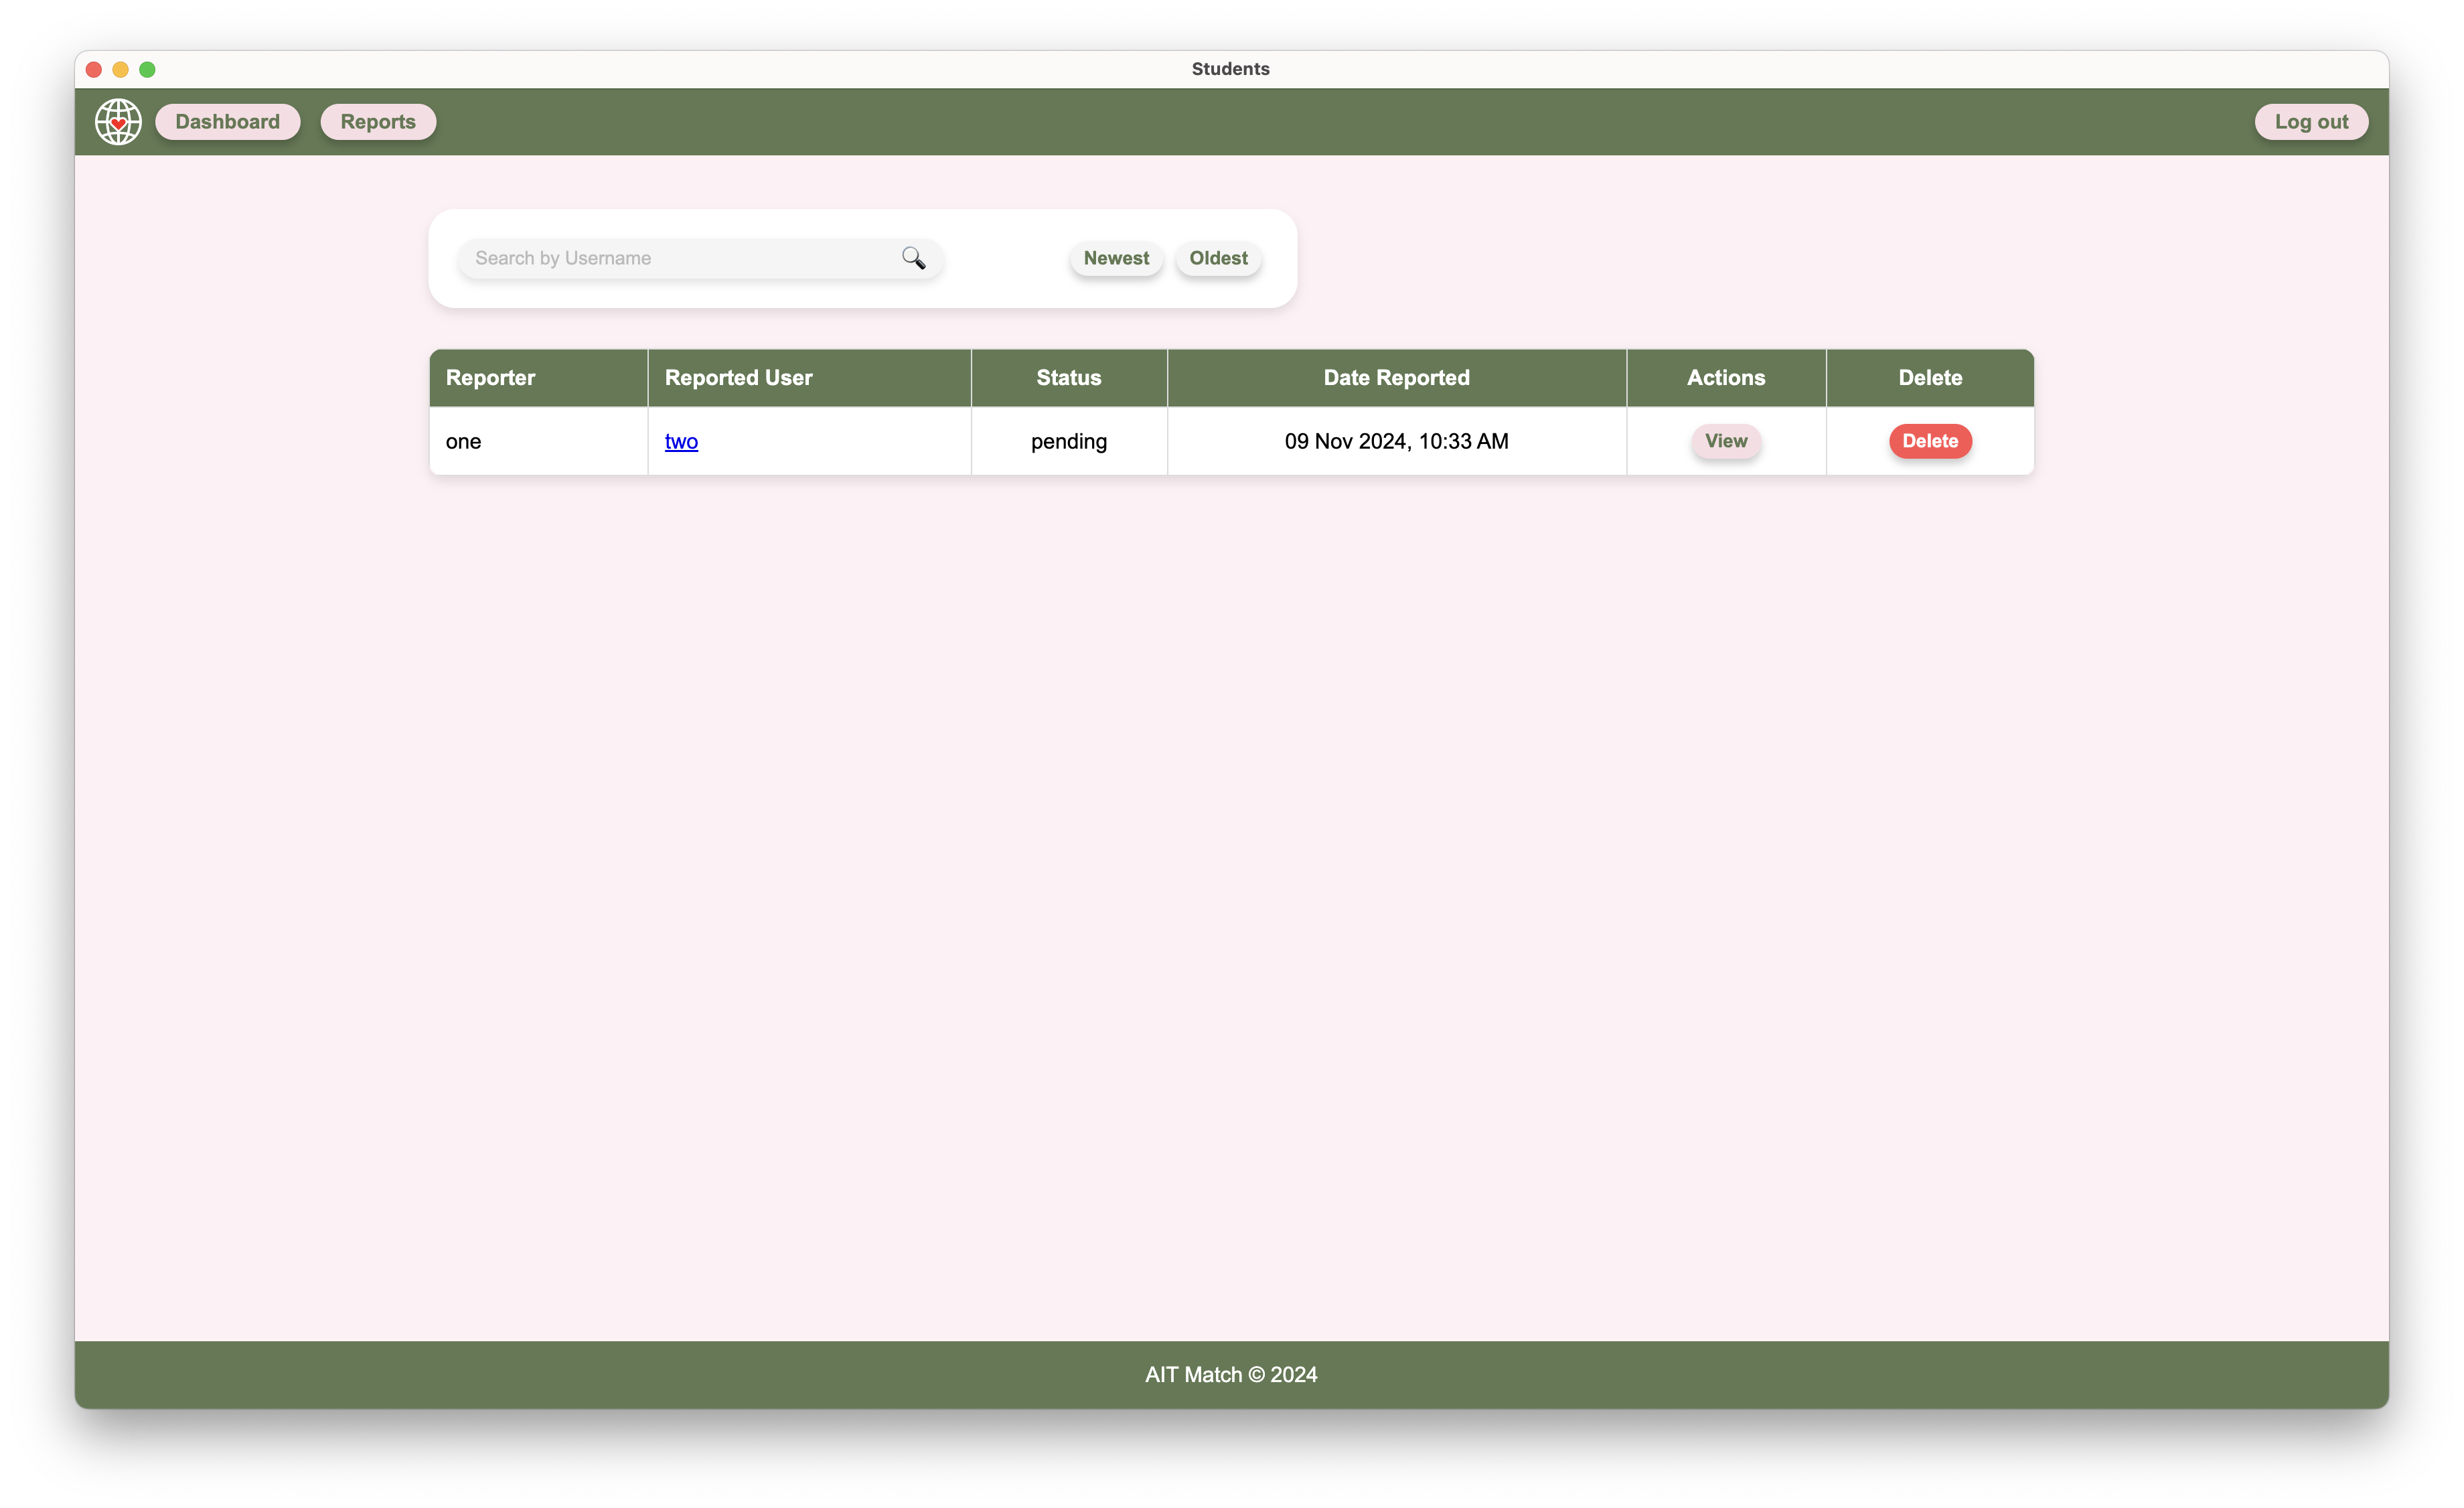 Students
Dashboard Reports Log out
Search by Username Newest Oldest
Reporter Reported User Status Date Reported Actions Delete
one two pending 09 Nov 2024, 10:33 AM View Delete
AIT Match © 2024